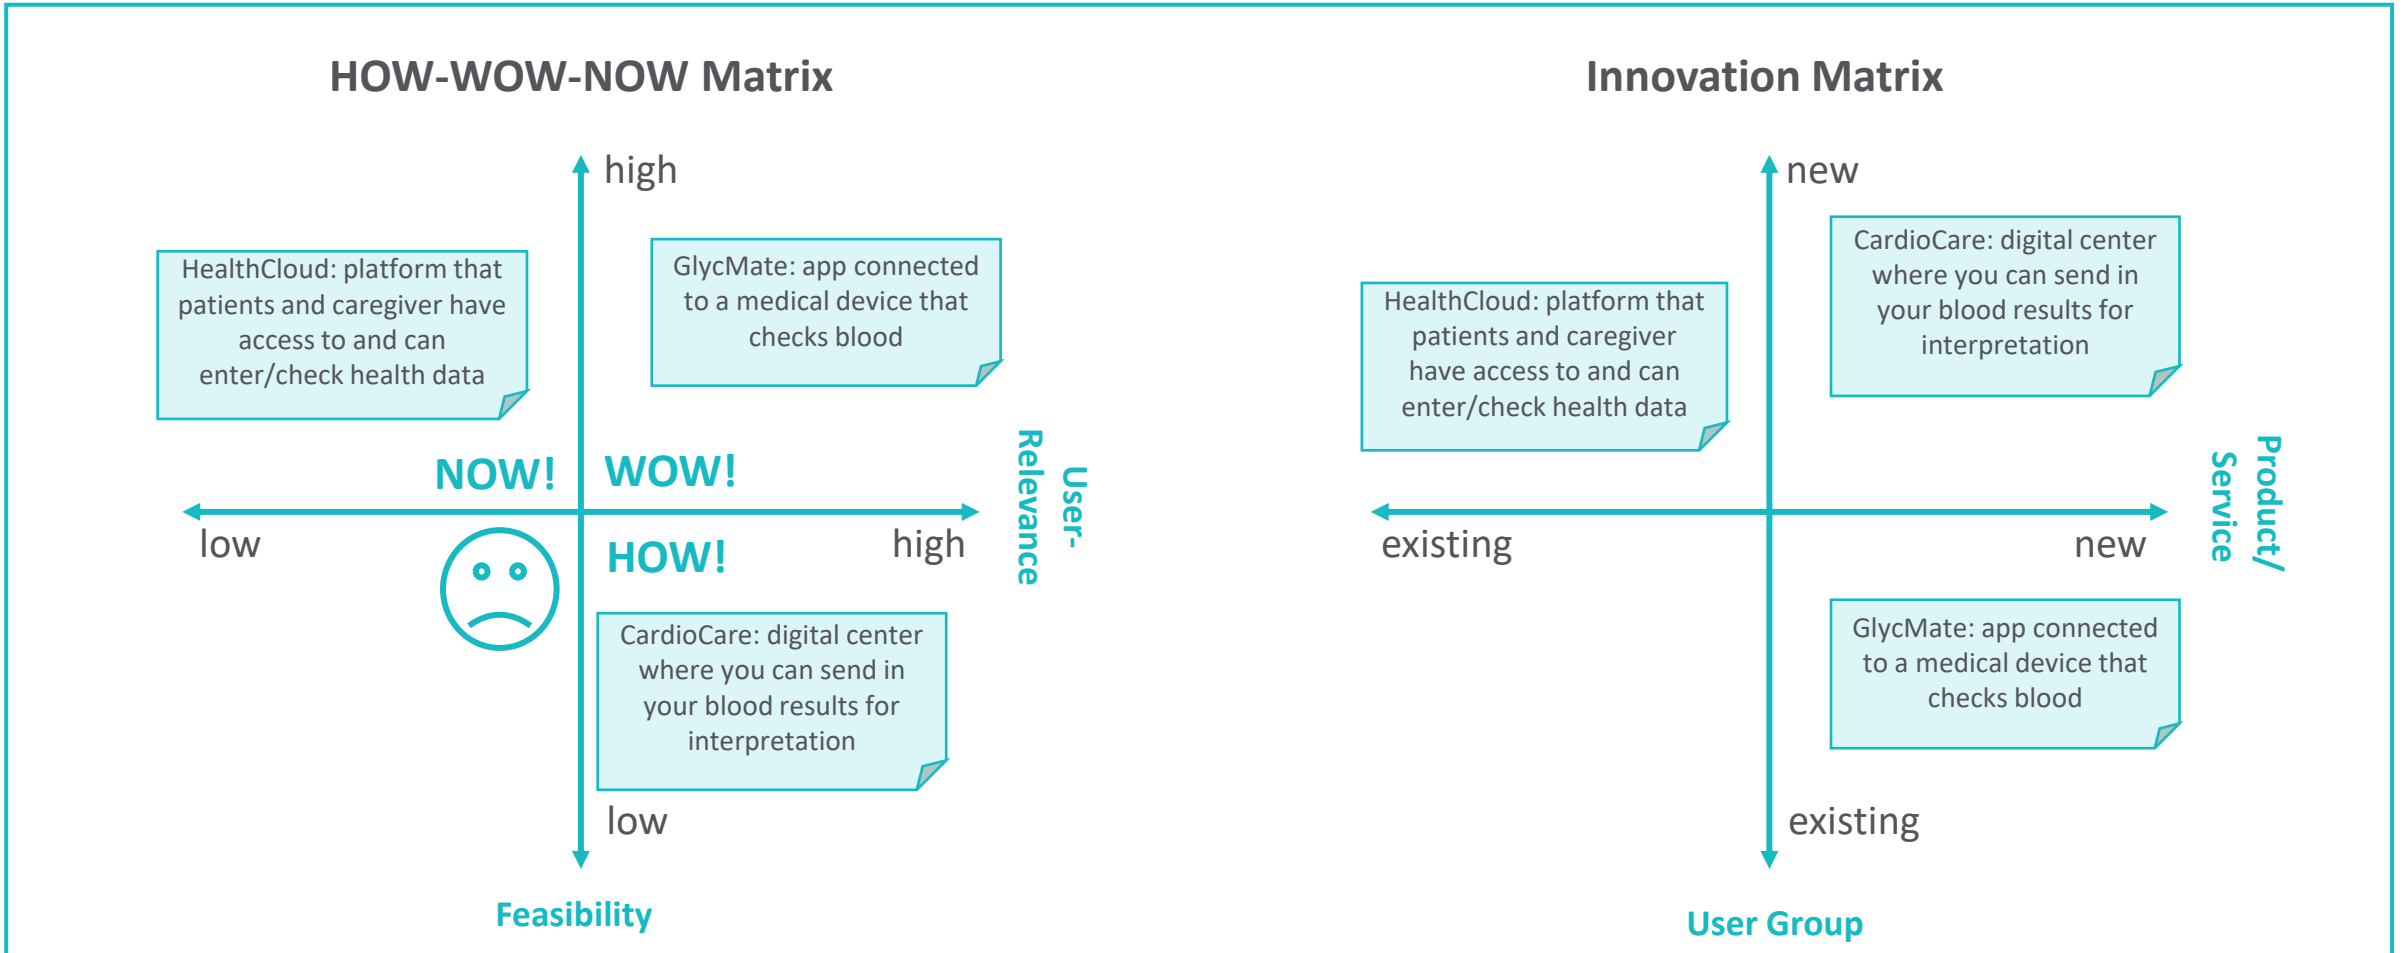 HOW-WOW-NOW Matrix
high
HealthCloud: platform that
patients and caregiver have
access to and can
enter/check health data
GlycMate: app connected
to a medical device that
checks blood
NOW!
WOW!
User-
Relevance
low
HOW!
high
CardioCare: digital center
where you can send in
your blood results for
interpretation
low
Feasibility
Innovation Matrix
new
HealthCloud: platform that
patients and caregiver
have access to and can
enter/check health data
CardioCare: digital center
where you can send in
your blood results for
interpretation
Product/
Service
existing
new
GlycMate: app connected
to a medical device that
checks blood
existing
User Group